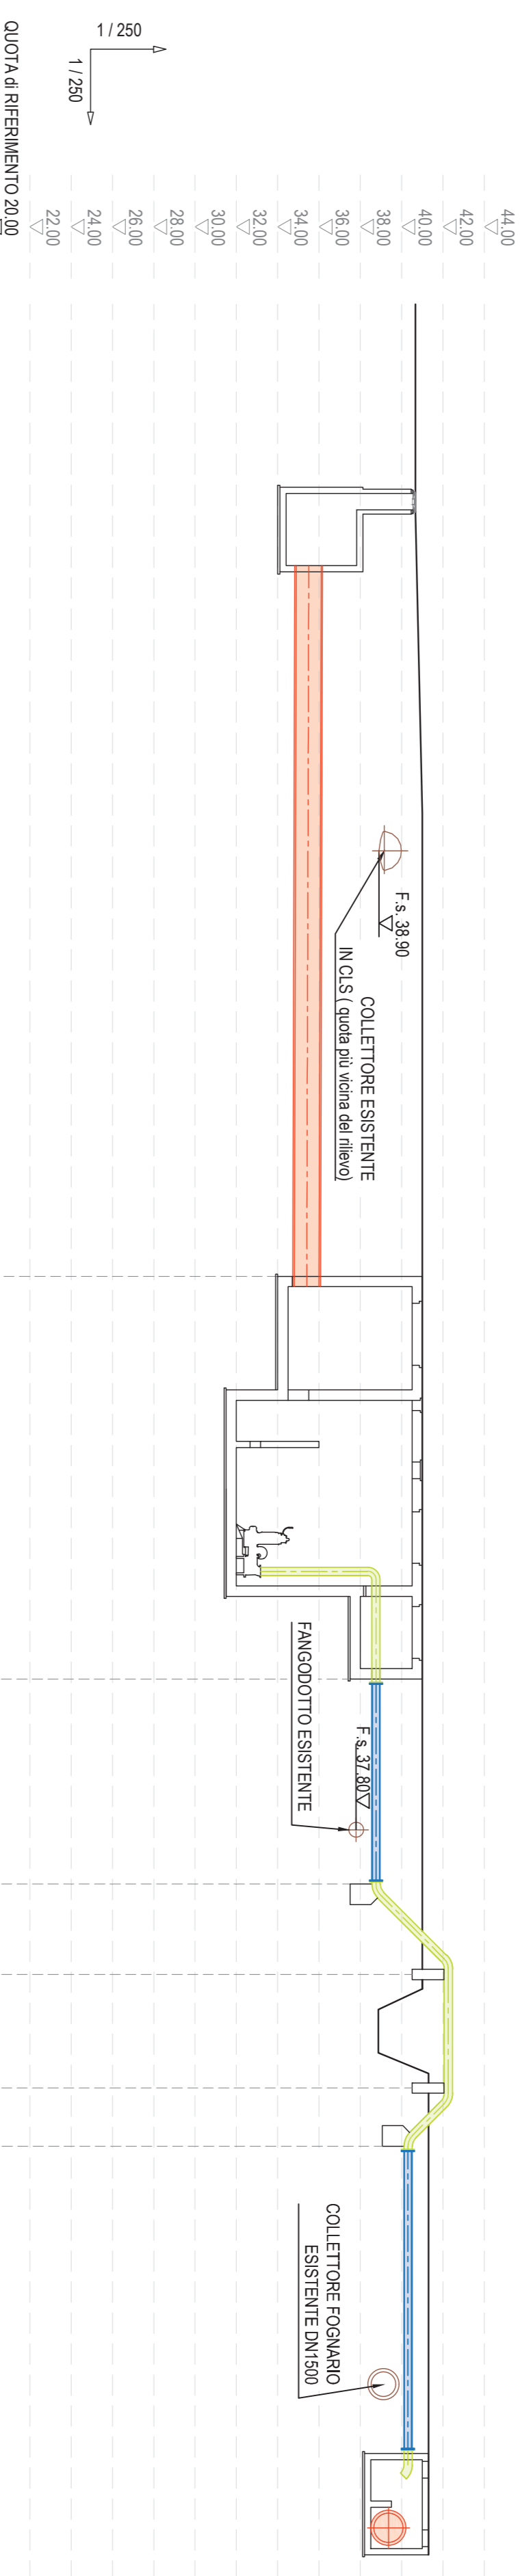 1 / 250
1 / 250
44.00
42.00
40.00
38.00
36.00
34.00
32.00
30.00
28.00
26.00
24.00
22.00
QUOTA di RIFERIMENTO 20.00
F.s. 38.90
COLLETTORE ESISTENTE
IN CLS ( quota più vicina del rilievo)
F.s. 37.80
FANGODOTTO ESISTENTE
COLLETTORE FOGNARIO
ESISTENTE DN1500